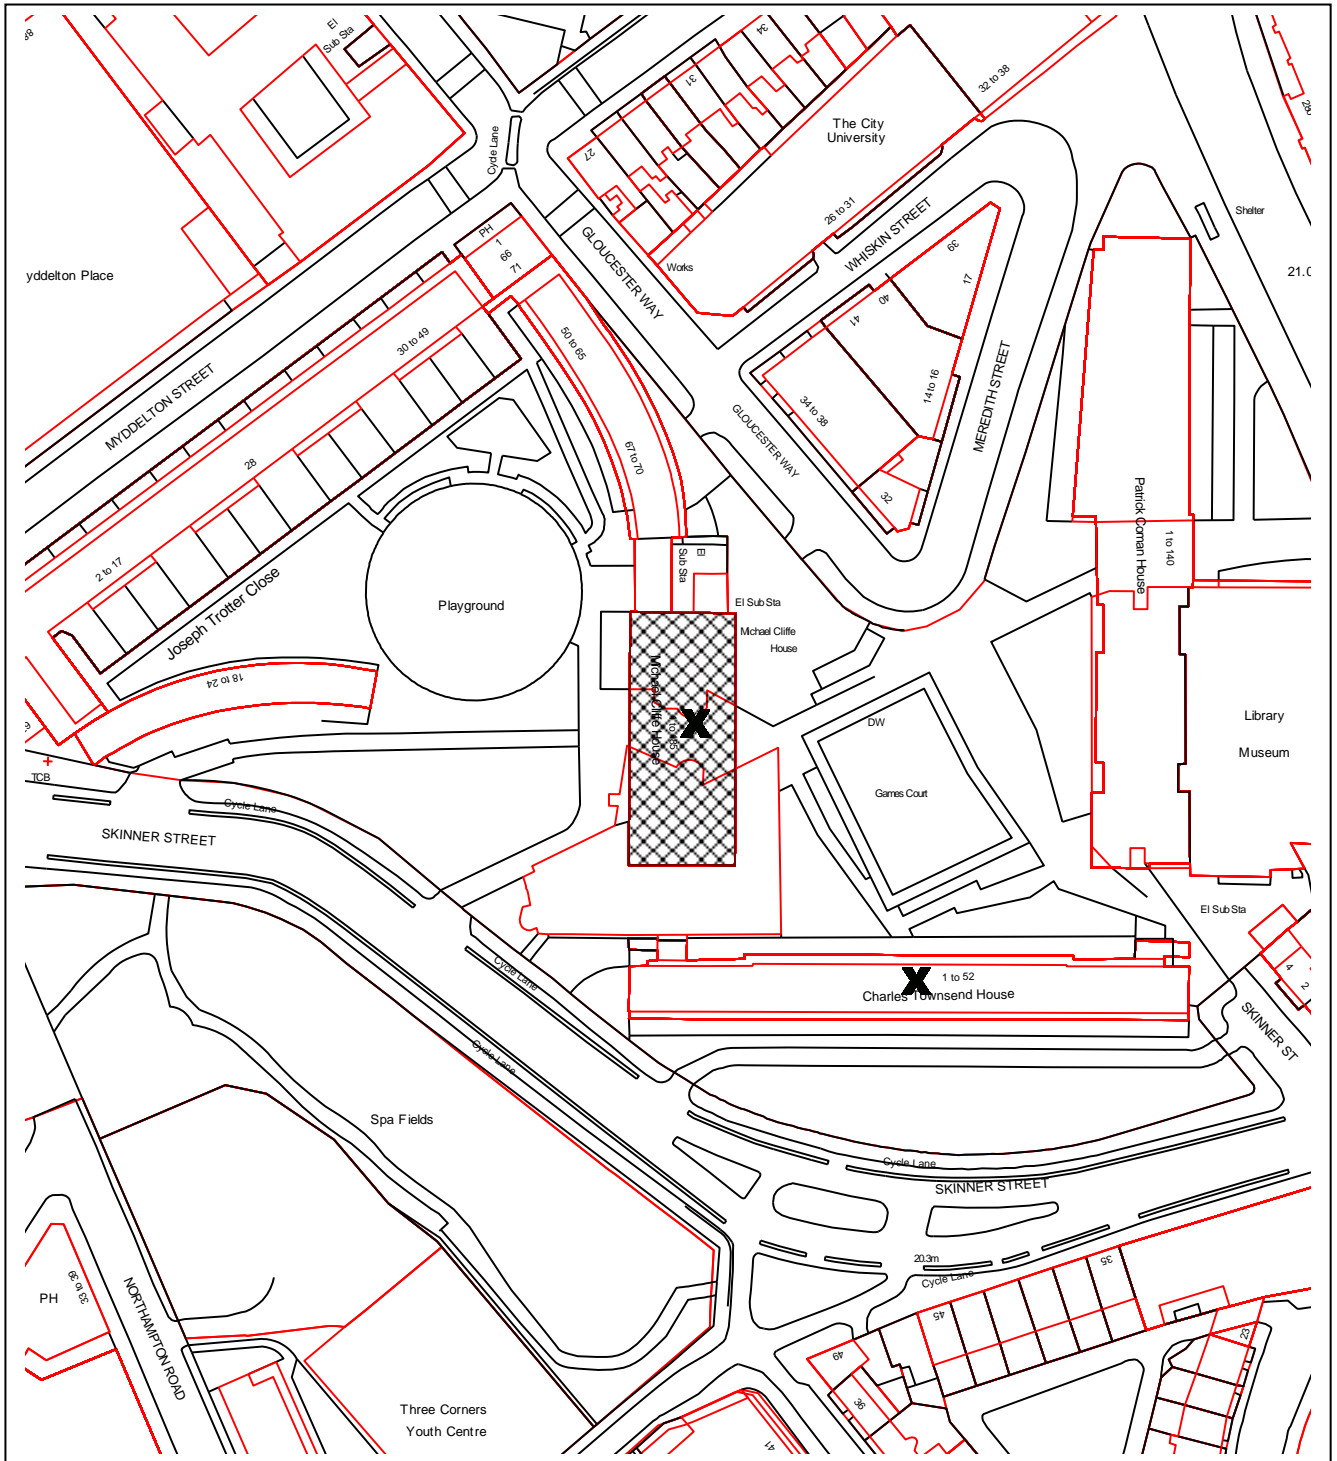 El
Sub Sta
88
34
31
27
32 to 38
The City
University
Cycle Lane
26 to 31
WHISKIN STREET
Shelter
PH
1
66
71
GLOUCESTER WAY
Works
39
17
yddelton Place
21.0
40
41
50 to 65
30 to 49
MYDDELTON STREET
14 to 16
MEREDITH STREET
34 to 38
GLOUCESTER WAY
28
67 to 70
32
Patrick Coman House
1 to 140
El
Sub Sta
2 to 17
Joseph Trotter Close
Playground
El Sub Sta
Michael Cliffe
House
Michael Cliffe House
X
18 to 24
DW
Library
Museum
TCB
Games Court
Cycle Lane
SKINNER STREET
El Sub Sta
4
2
Cycle Lane
X
1 to 52
Charles Townsend House
SKINNER ST
Cycle Lane
Spa Fields
Cycle Lane
SKINNER STREET
20.3m
Cycle Lane
35
45
PH
33 to 39
NORTHAMPTON ROAD
23
49
36
Three Corners
Youth Centre
41